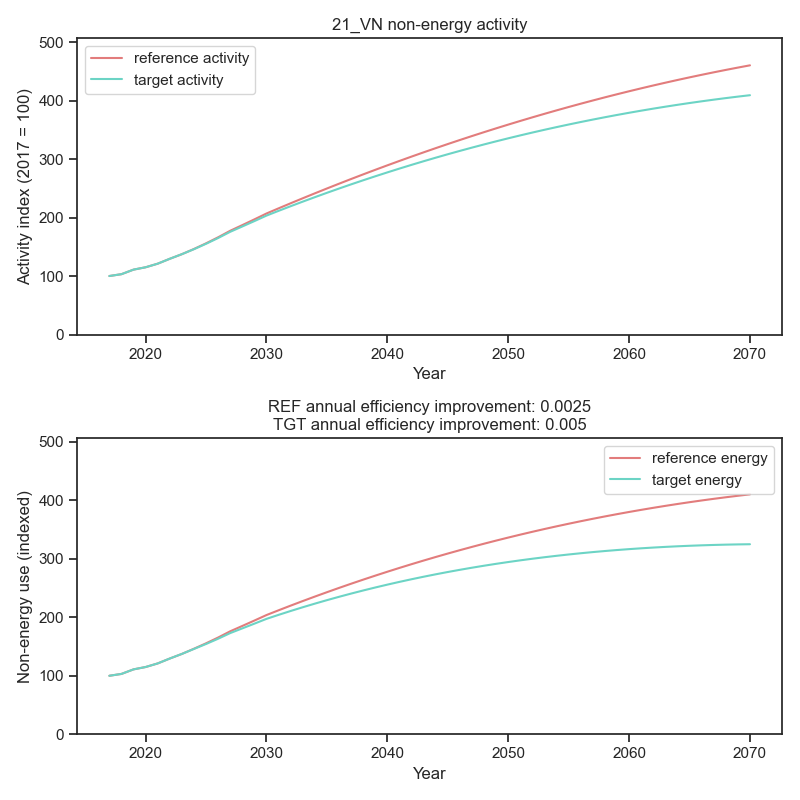 21_VN non-energy activity
reference activity
target activity
Activity index (2017 = 100)
500
400
300
200
100
0
2020 2030 2040 2050 2060 2070
Year
REF annual efficiency improvement: 0.0025
TGT annual efficiency improvement: 0.005
reference energy
target energy
Non-energy use (indexed)
500
400
300
200
100
0
2020 2030 2040 2050 2060 2070
Year